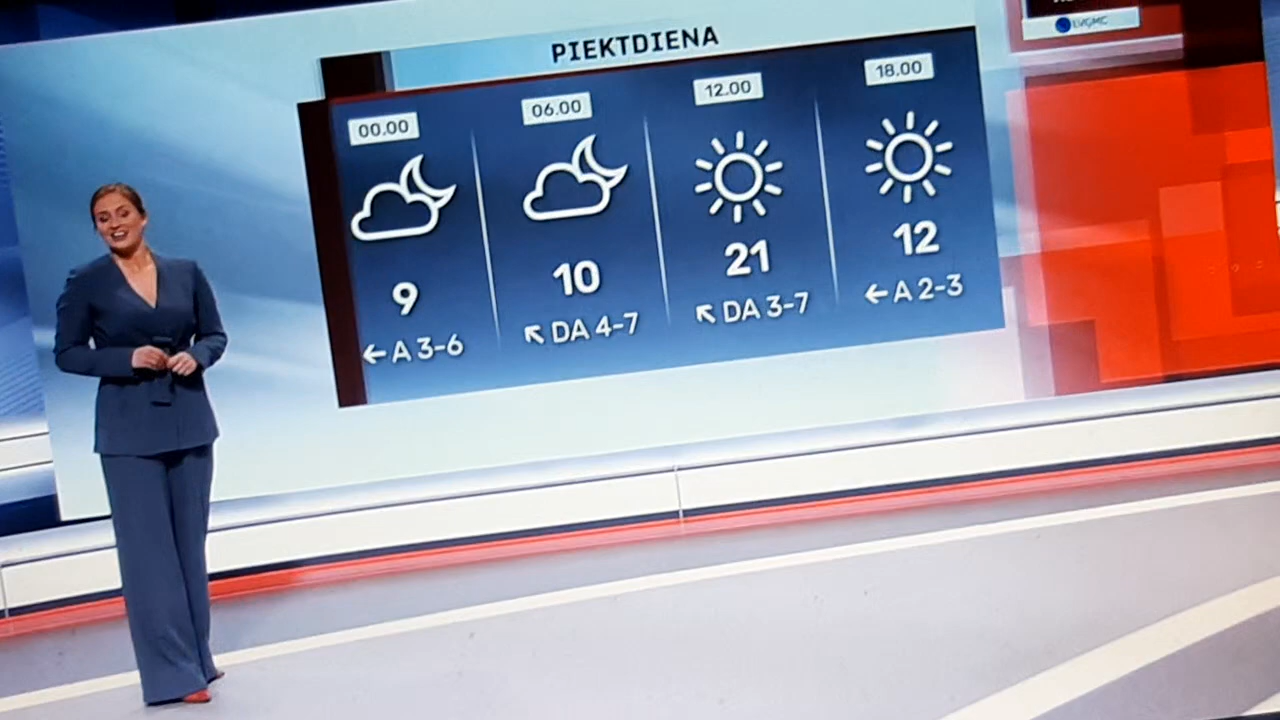 LVĢMC
PIEKTDIENA
00.00 06.00 12.00 18.00
9 10 21 12
←A 3-6 ↖DA 4-7 ↖DA 3-7 ←A 2-3